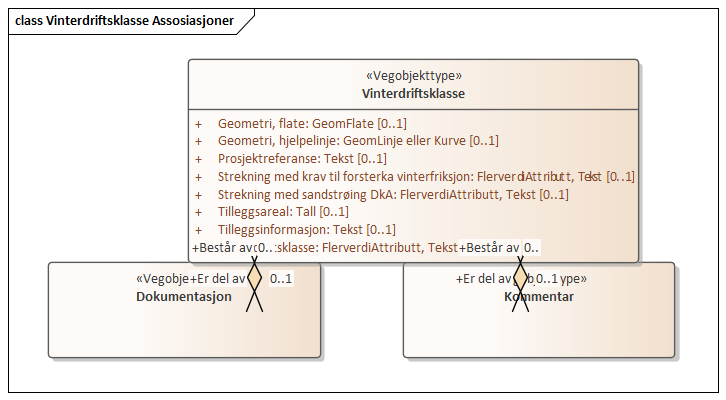 class Vinterdriftsklasse Assosiasjoner
«Vegobjekttype»
Vinterdriftsklasse
+ Geometri, flate: GeomFlate [0..1]
+ Geometri, hjelpelinje: GeomLinje eller Kurve [0..1]
+ Prosjektreferanse: Tekst [0..1]
+ Strekning med krav til forsterka vinterfriksjon: FlerverdiAttributt, Tekst [0..1]
+ Strekning med sandstrøing DkA: FlerverdiAttributt, Tekst [0..1]
+ Tilleggsareal: Tall [0..1]
+ Tilleggsinformasjon: Tekst [0..1]
+Består av 0.. sklasse: FlerverdiAttributt, Tekst +Består av 0..
«Vegobje +Er del av 0..1
Dokumentasjon
+Er del av 0..1 ype»
Kommentar